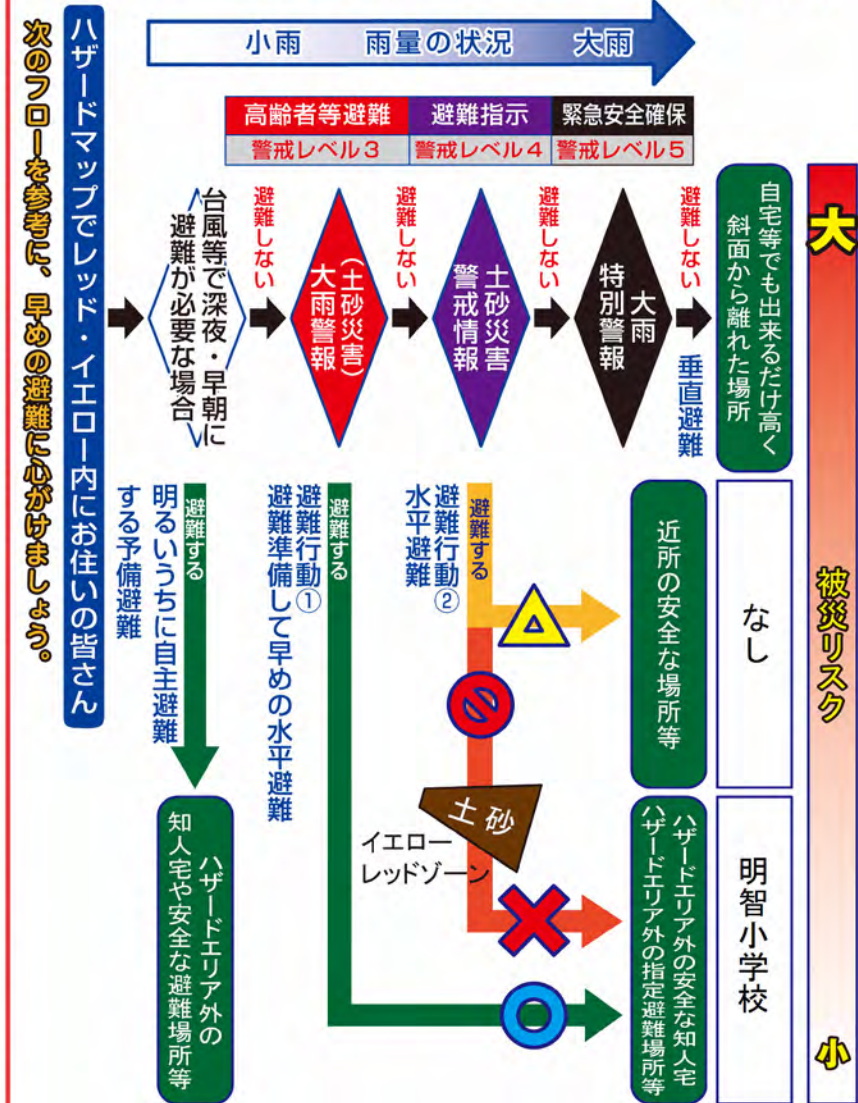 ハザードマップでレッド・イエロー内にお住いの皆さん
次のフローを参考に、早めの避難に心がけましょう。
小雨 雨量の状況 大雨
高齢者等避難 避難指示 緊急安全確保
警戒レベル3 警戒レベル4 警戒レベル5
台風等で深夜・早朝に
避難が必要な場合
避難しない
(土砂災害)
大雨警報
避難しない
土砂災害
警戒情報
避難しない
大雨
特別警報
避難しない
垂直避難
自宅等でも出来るだけ高く
斜面から離れた場所
避難する
明るいうちに自主避難
する予備避難
ハザードエリア外の
知人宅や安全な避難場所等
避難する
避難行動①
避難準備して早めの水平避難
避難する
避難行動②
水平避難
近所の安全な場所等
なし
土砂
イエロー
レッドゾーン
ハザードエリア外の安全な知人宅
ハザードエリア外の指定避難場所等
明智小学校
大
被災リスク
小